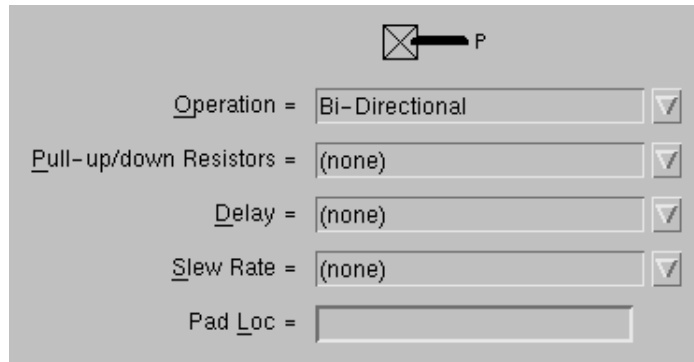 P
Operation = Bi-Directional
Pull-up/down Resistors = (none)
Delay = (none)
Slew Rate = (none)
Pad Loc =